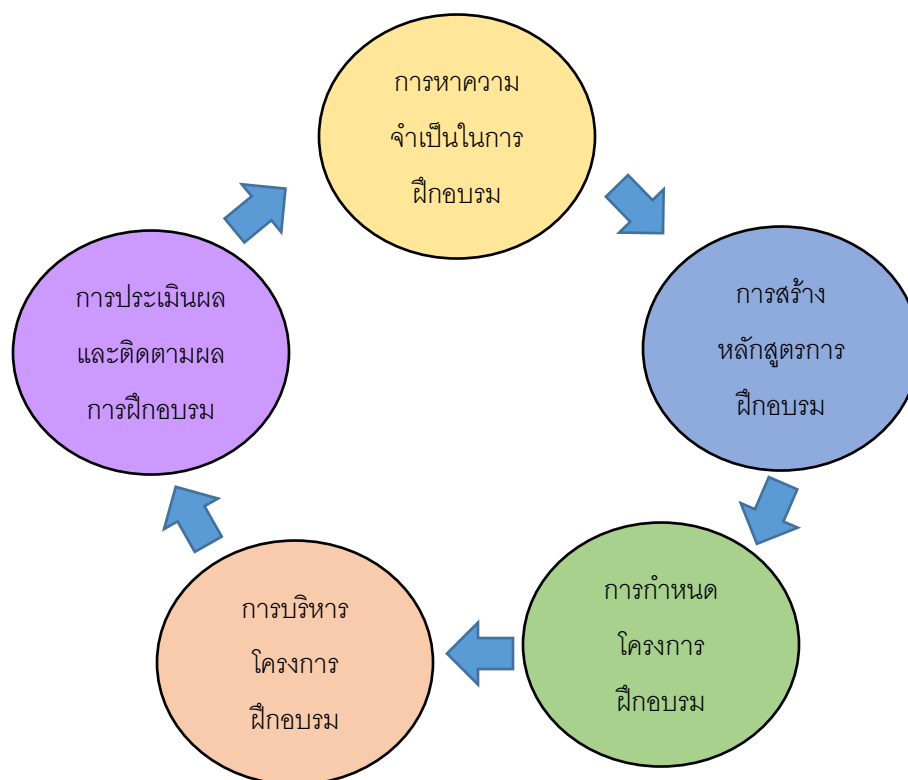 การหาความ
จำเป็นในการ
ฝึกอบรม
การสร้าง
หลักสูตรการ
ฝึกอบรม
การกำหนด
โครงการ
ฝึกอบรม
การบริหาร
โครงการ
ฝึกอบรม
การประเมินผล
และติดตามผล
การฝึกอบรม